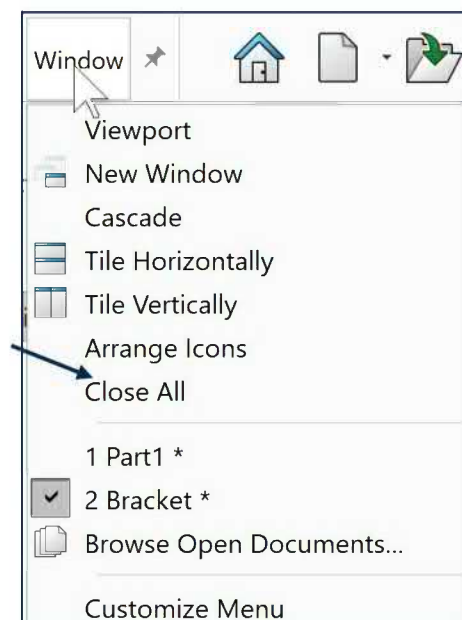 Window
Viewport
New Window
Cascade
Tile Horizontally
Tile Vertically
Arrange Icons
Close All
1 Part1 *
2 Bracket *
Browse Open Documents...
Customize Menu